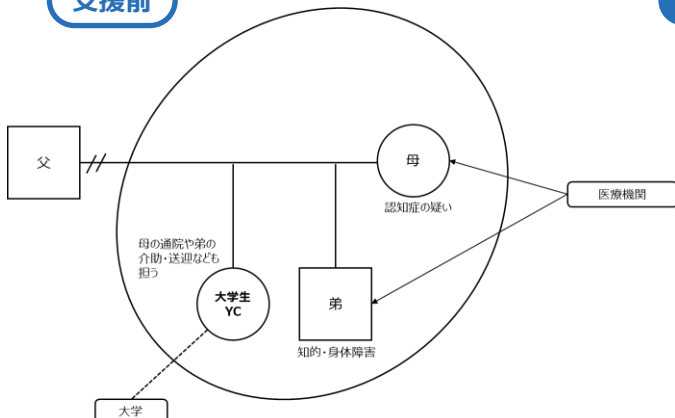 支援前
父
母
認知症の疑い
医療機関
母の通院や弟の
介助・送迎なども
担う
大学生
YC
弟
知的・身体障害
大学